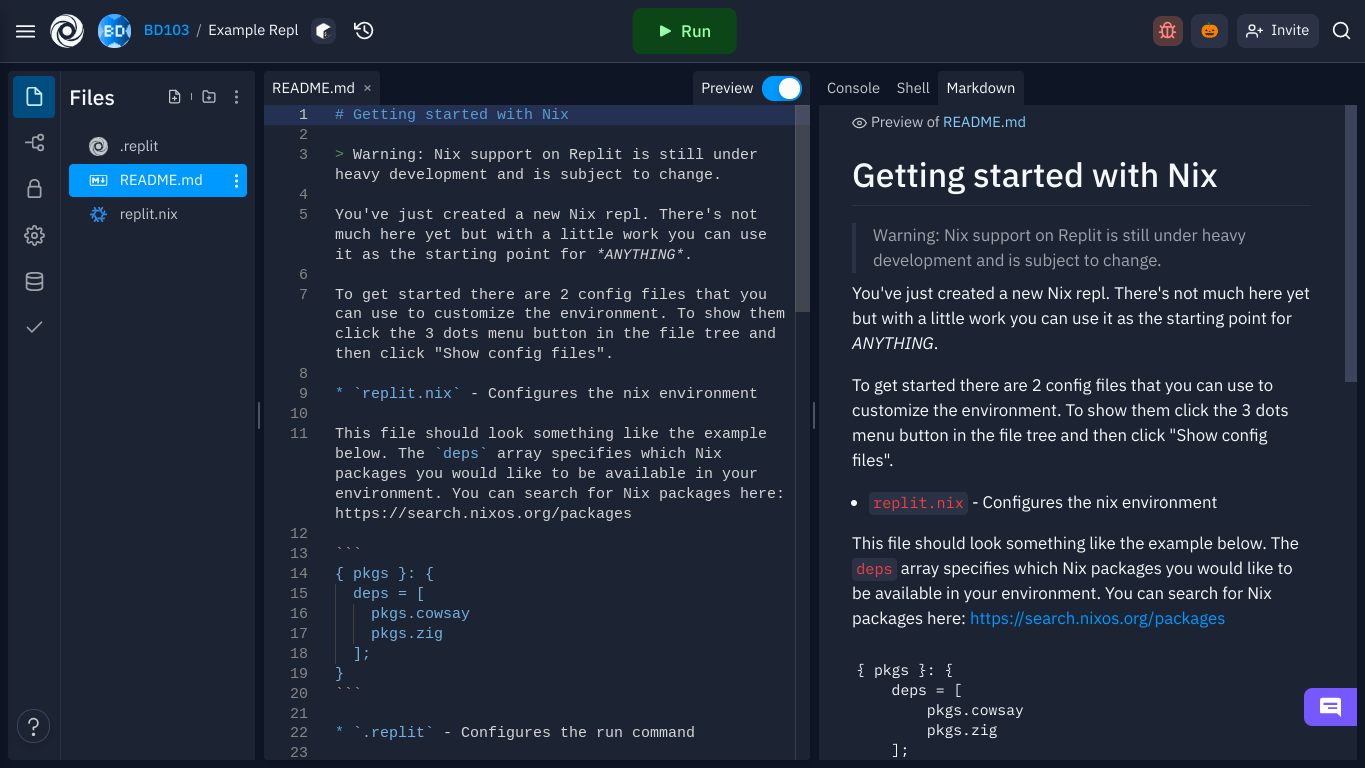 BD BD103 / Example Repl Run Invite
Files
.replit
README.md
replit.nix
?
README.md × Preview
1 # Getting started with Nix
2
3 > Warning: Nix support on Replit is still under
heavy development and is subject to change.
4
5 You've just created a new Nix repl. There's not
much here yet but with a little work you can use
it as the starting point for *ANYTHING*.
6
7 To get started there are 2 config files that you
can use to customize the environment. To show them
click the 3 dots menu button in the file tree and
then click "Show config files".
8
9 * `replit.nix` - Configures the nix environment
10
11 This file should look something like the example
below. The `deps` array specifies which Nix
packages you would like to be available in your
environment. You can search for Nix packages here:
https://search.nixos.org/packages
12
13 ```
14 { pkgs }: {
15 deps = [
16 pkgs.cowsay
17 pkgs.zig
18 ];
19 }
20 ```
21
22 * `.replit` - Configures the run command
23
Console Shell Markdown
Preview of README.md
Getting started with Nix
Warning: Nix support on Replit is still under heavy
development and is subject to change.
You've just created a new Nix repl. There's not much here yet
but with a little work you can use it as the starting point for
ANYTHING.
To get started there are 2 config files that you can use to
customize the environment. To show them click the 3 dots
menu button in the file tree and then click "Show config
files".
• replit.nix - Configures the nix environment
This file should look something like the example below. The
deps array specifies which Nix packages you would like to
be available in your environment. You can search for Nix
packages here: https://search.nixos.org/packages
{ pkgs }: {
deps = [
pkgs.cowsay
pkgs.zig
];